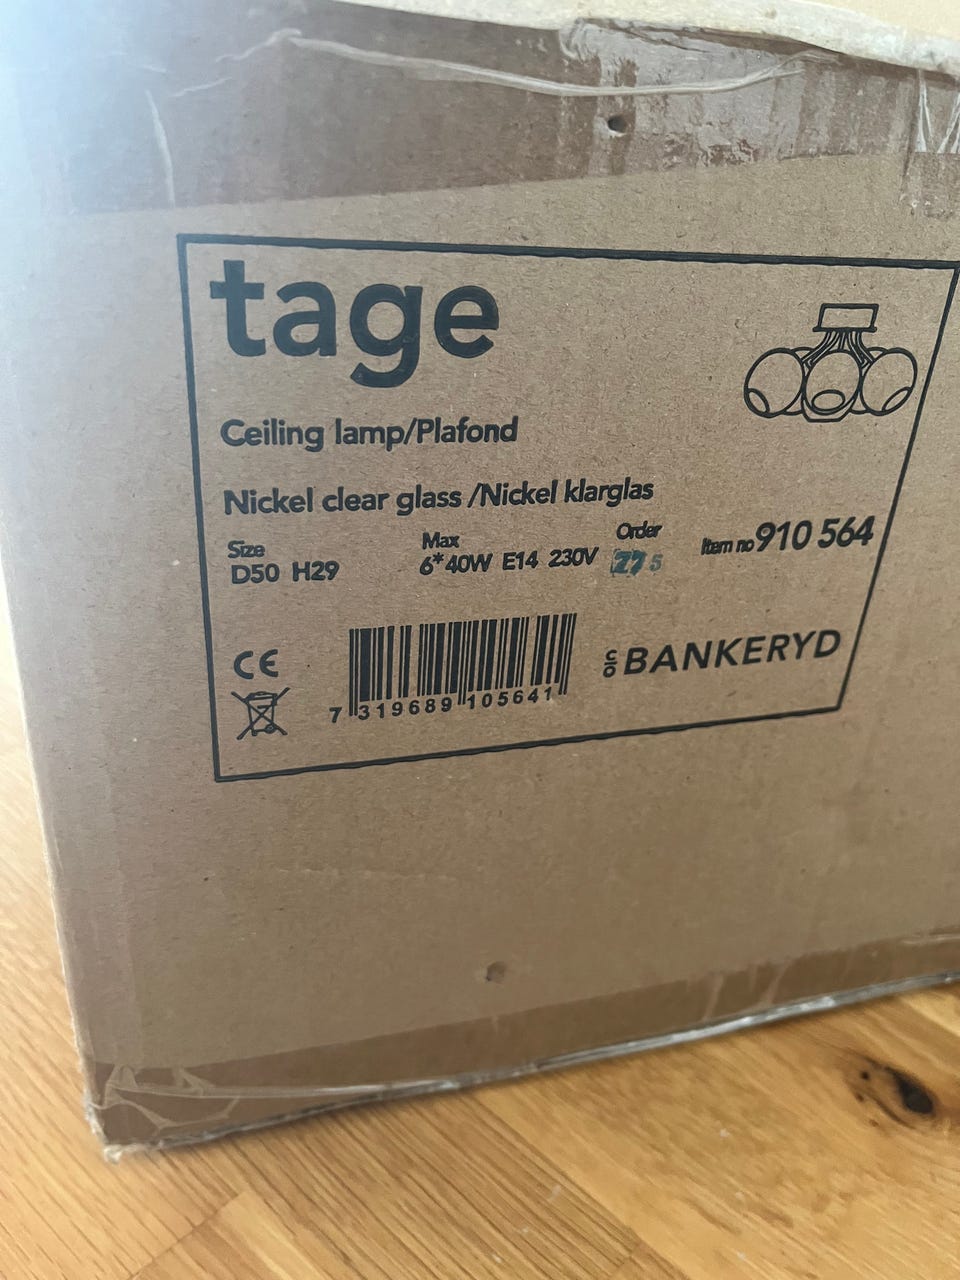 tage
Ceiling lamp/Plafond
Nickel clear glass /Nickel klarglas
Size
D50 H29
Max
6*40W E14 230V
Order
5
Item no 910 564
CE
7 319689 105641
c/o BANKERYD